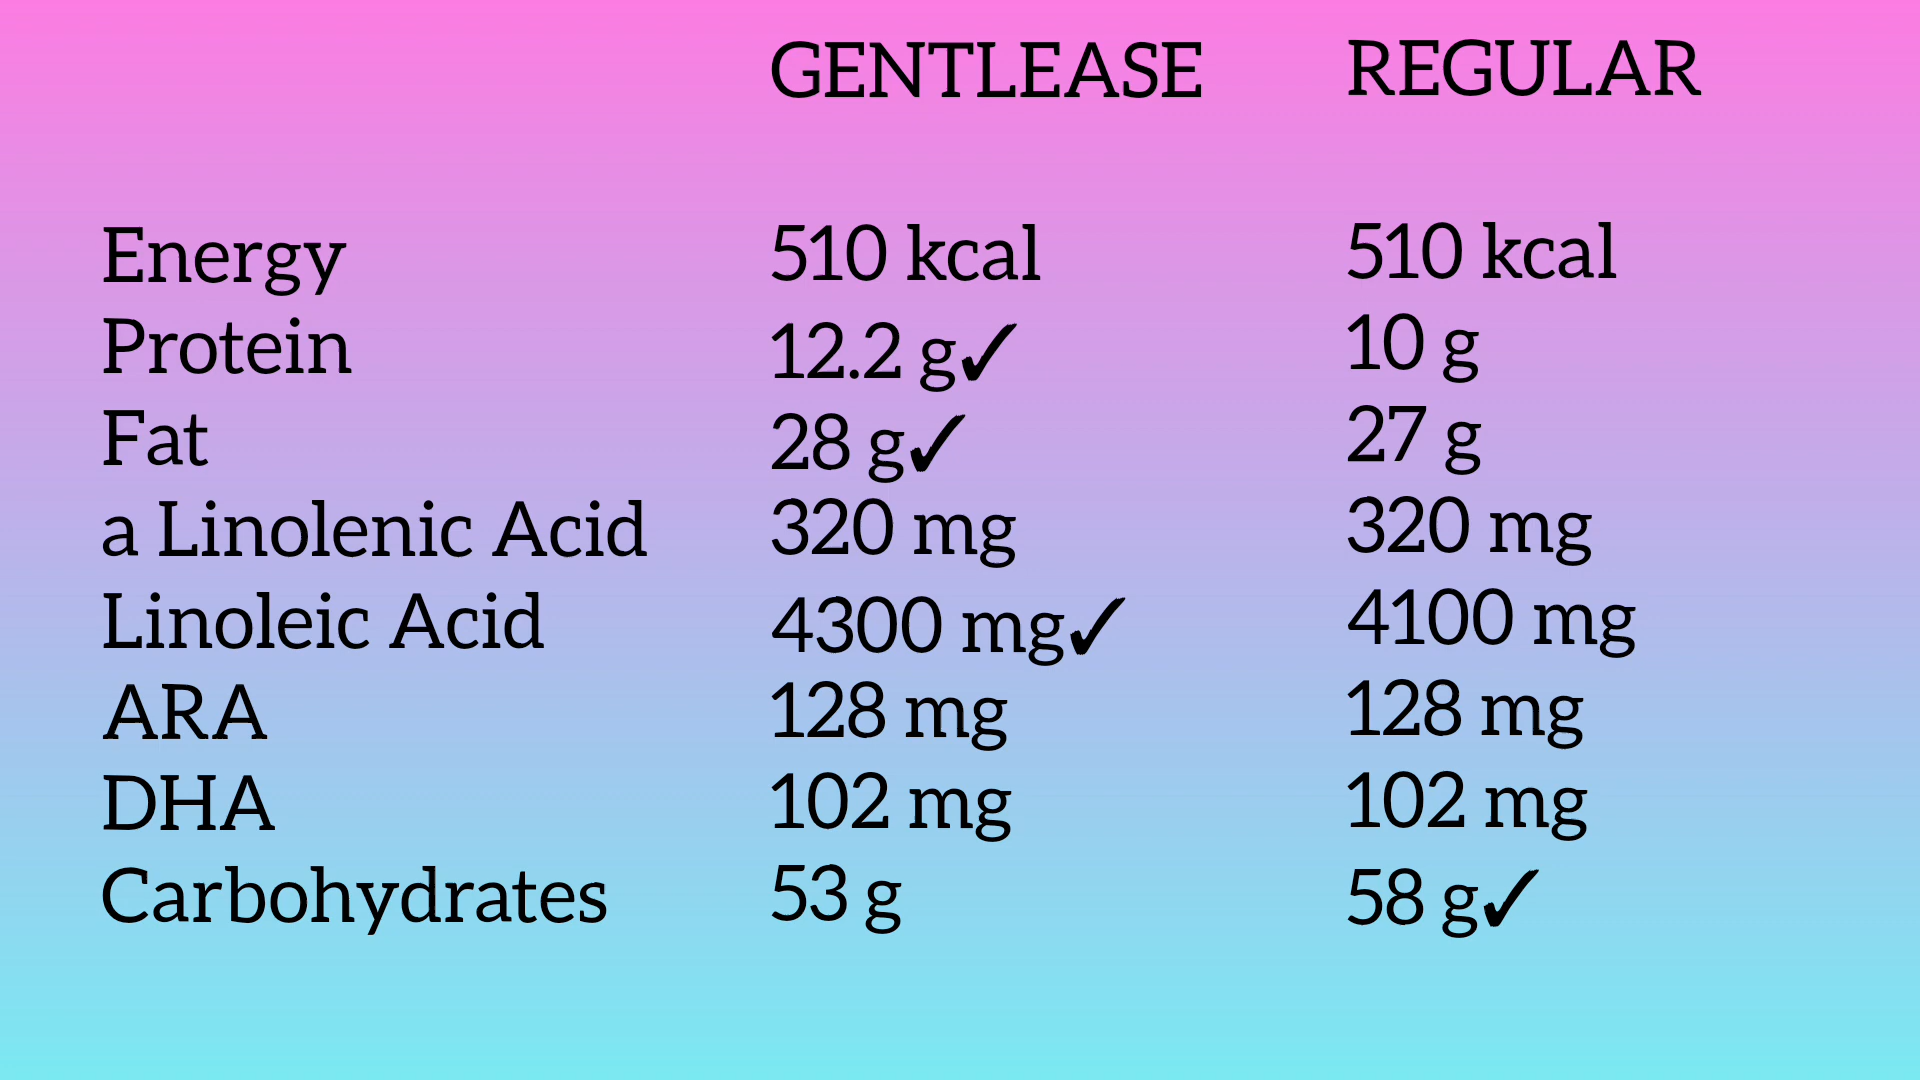 GENTLEASE REGULAR
Energy 510 kcal 510 kcal
Protein 12.2 g✓ 10 g
Fat 28 g✓ 27 g
a Linolenic Acid 320 mg 320 mg
Linoleic Acid 4300 mg✓ 4100 mg
ARA 128 mg 128 mg
DHA 102 mg 102 mg
Carbohydrates 53 g 58 g✓